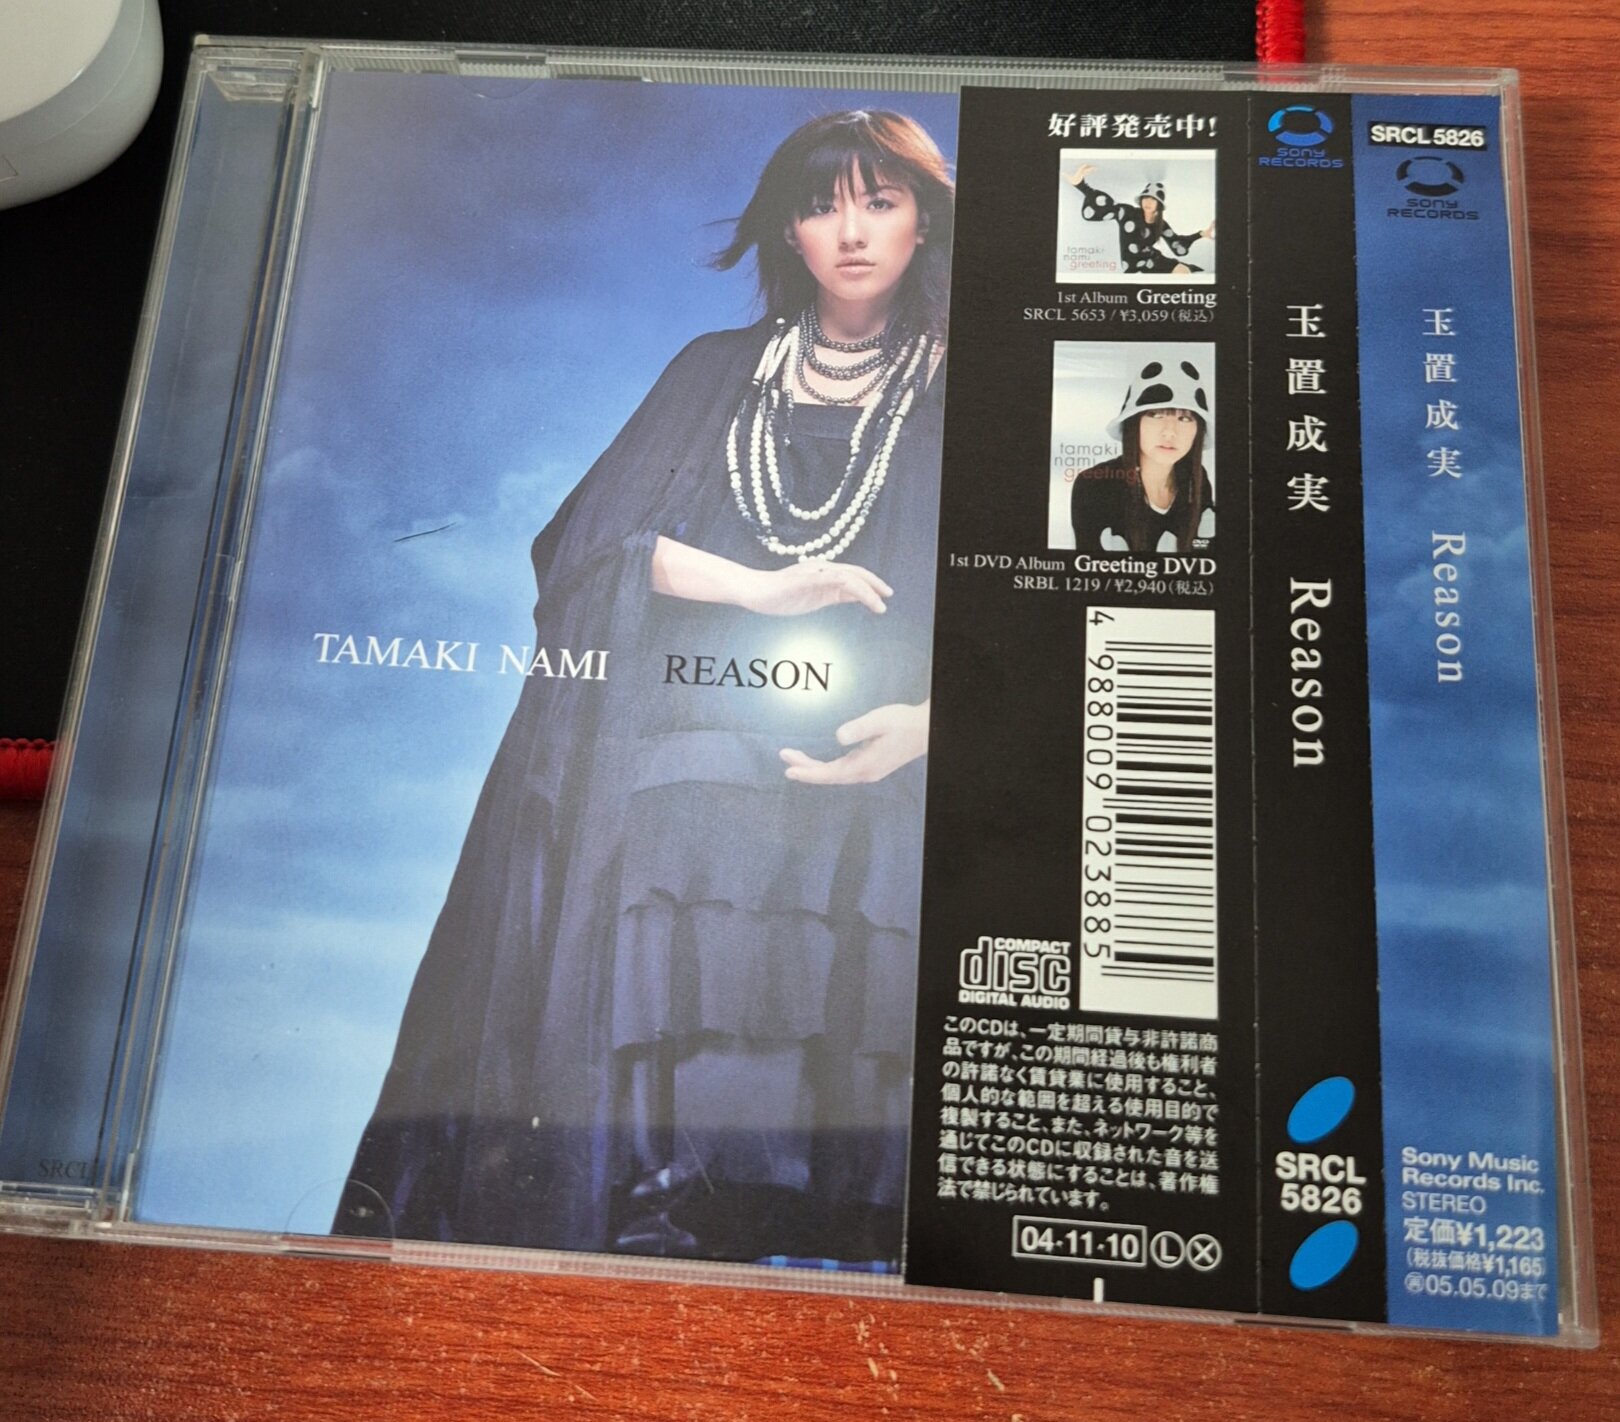 TAMAKI NAMI REASON
SRCL
好評発売中!
tamaki
nami
greeting
1st Album Greeting
SRCL 5653/¥3,059(税込)
tamaki
nami
greeting
1st DVD Album Greeting DVD
SRBL 1219/¥2,940(税込)
4 988009 023885
COMPACT
disc
DIGITAL AUDIO
このCDは、一定期間貸与非許諾商
品ですが、この期間経過後も権利者
の許諾なく賃貸業に使用すること、
個人的な範囲を超える使用目的で
複製すること、また、ネットワーク等を
通じてこのCDに収録された音を送
信できる状態にすることは、著作権
法で禁じられています。
04・11・10 Ⓛ Ⓧ
SONY
RECORDS
玉置成実 Reason
SRCL
5826
SRCL 5826
SONY
RECORDS
玉置成実 Reason
Sony Music
Records Inc.
STEREO
定価¥1,223
(税抜価格¥1,165)
05.05.09まで